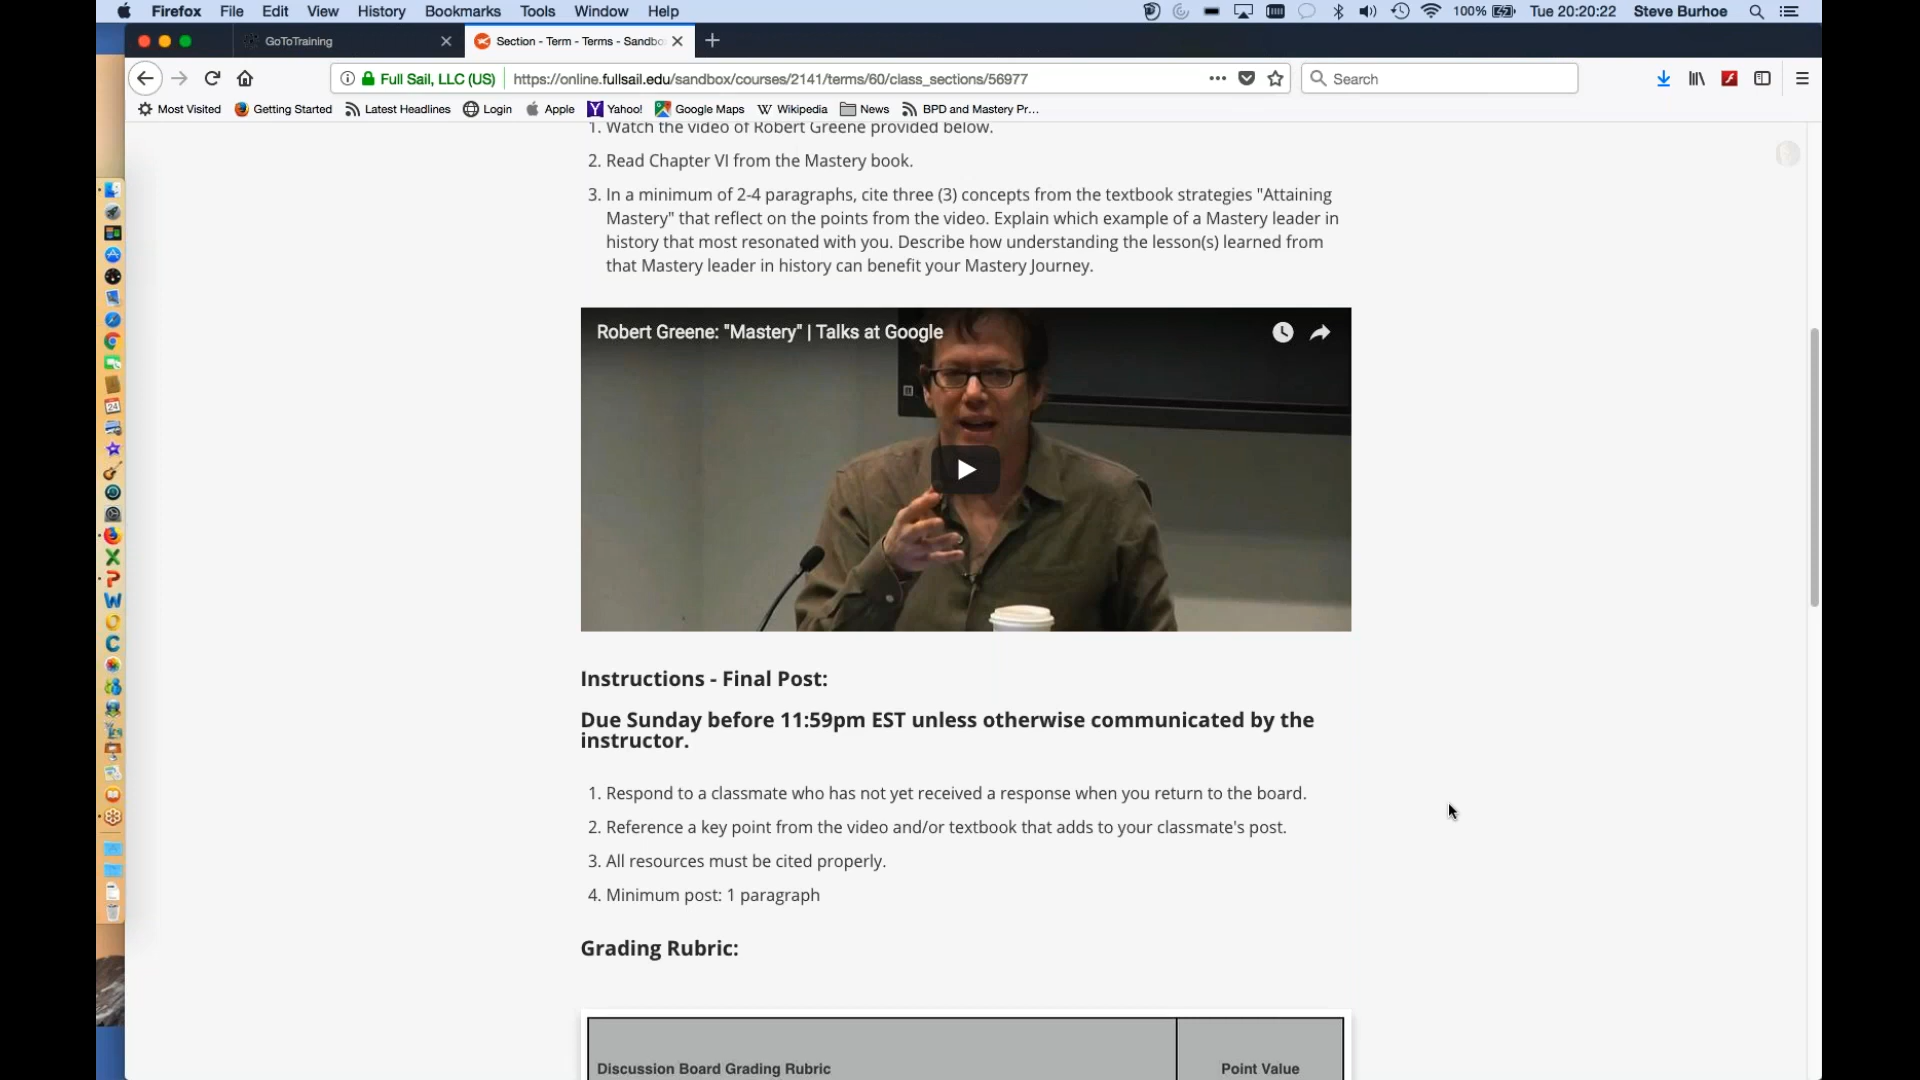 Firefox File Edit View History Bookmarks Tools Window Help 100% Tue 20:20:22 Steve Burhoe
GoToTraining Section - Term - Terms - Sandbo
Full Sail, LLC (US) https://online.fullsail.edu/sandbox/courses/2141/terms/60/class_sections/56977 Search
Most Visited Getting Started Latest Headlines Login Apple Yahoo! Google Maps Wikipedia News BPD and Mastery Pr...
1. Watch the video of Robert Greene provided below.
2. Read Chapter VI from the Mastery book.
3. In a minimum of 2-4 paragraphs, cite three (3) concepts from the textbook strategies "Attaining
Mastery" that reflect on the points from the video. Explain which example of a Mastery leader in
history that most resonated with you. Describe how understanding the lesson(s) learned from
that Mastery leader in history can benefit your Mastery Journey.
Robert Greene: "Mastery" | Talks at Google
Instructions - Final Post:
Due Sunday before 11:59pm EST unless otherwise communicated by the
instructor.
1. Respond to a classmate who has not yet received a response when you return to the board.
2. Reference a key point from the video and/or textbook that adds to your classmate's post.
3. All resources must be cited properly.
4. Minimum post: 1 paragraph
Grading Rubric:
Discussion Board Grading Rubric Point Value